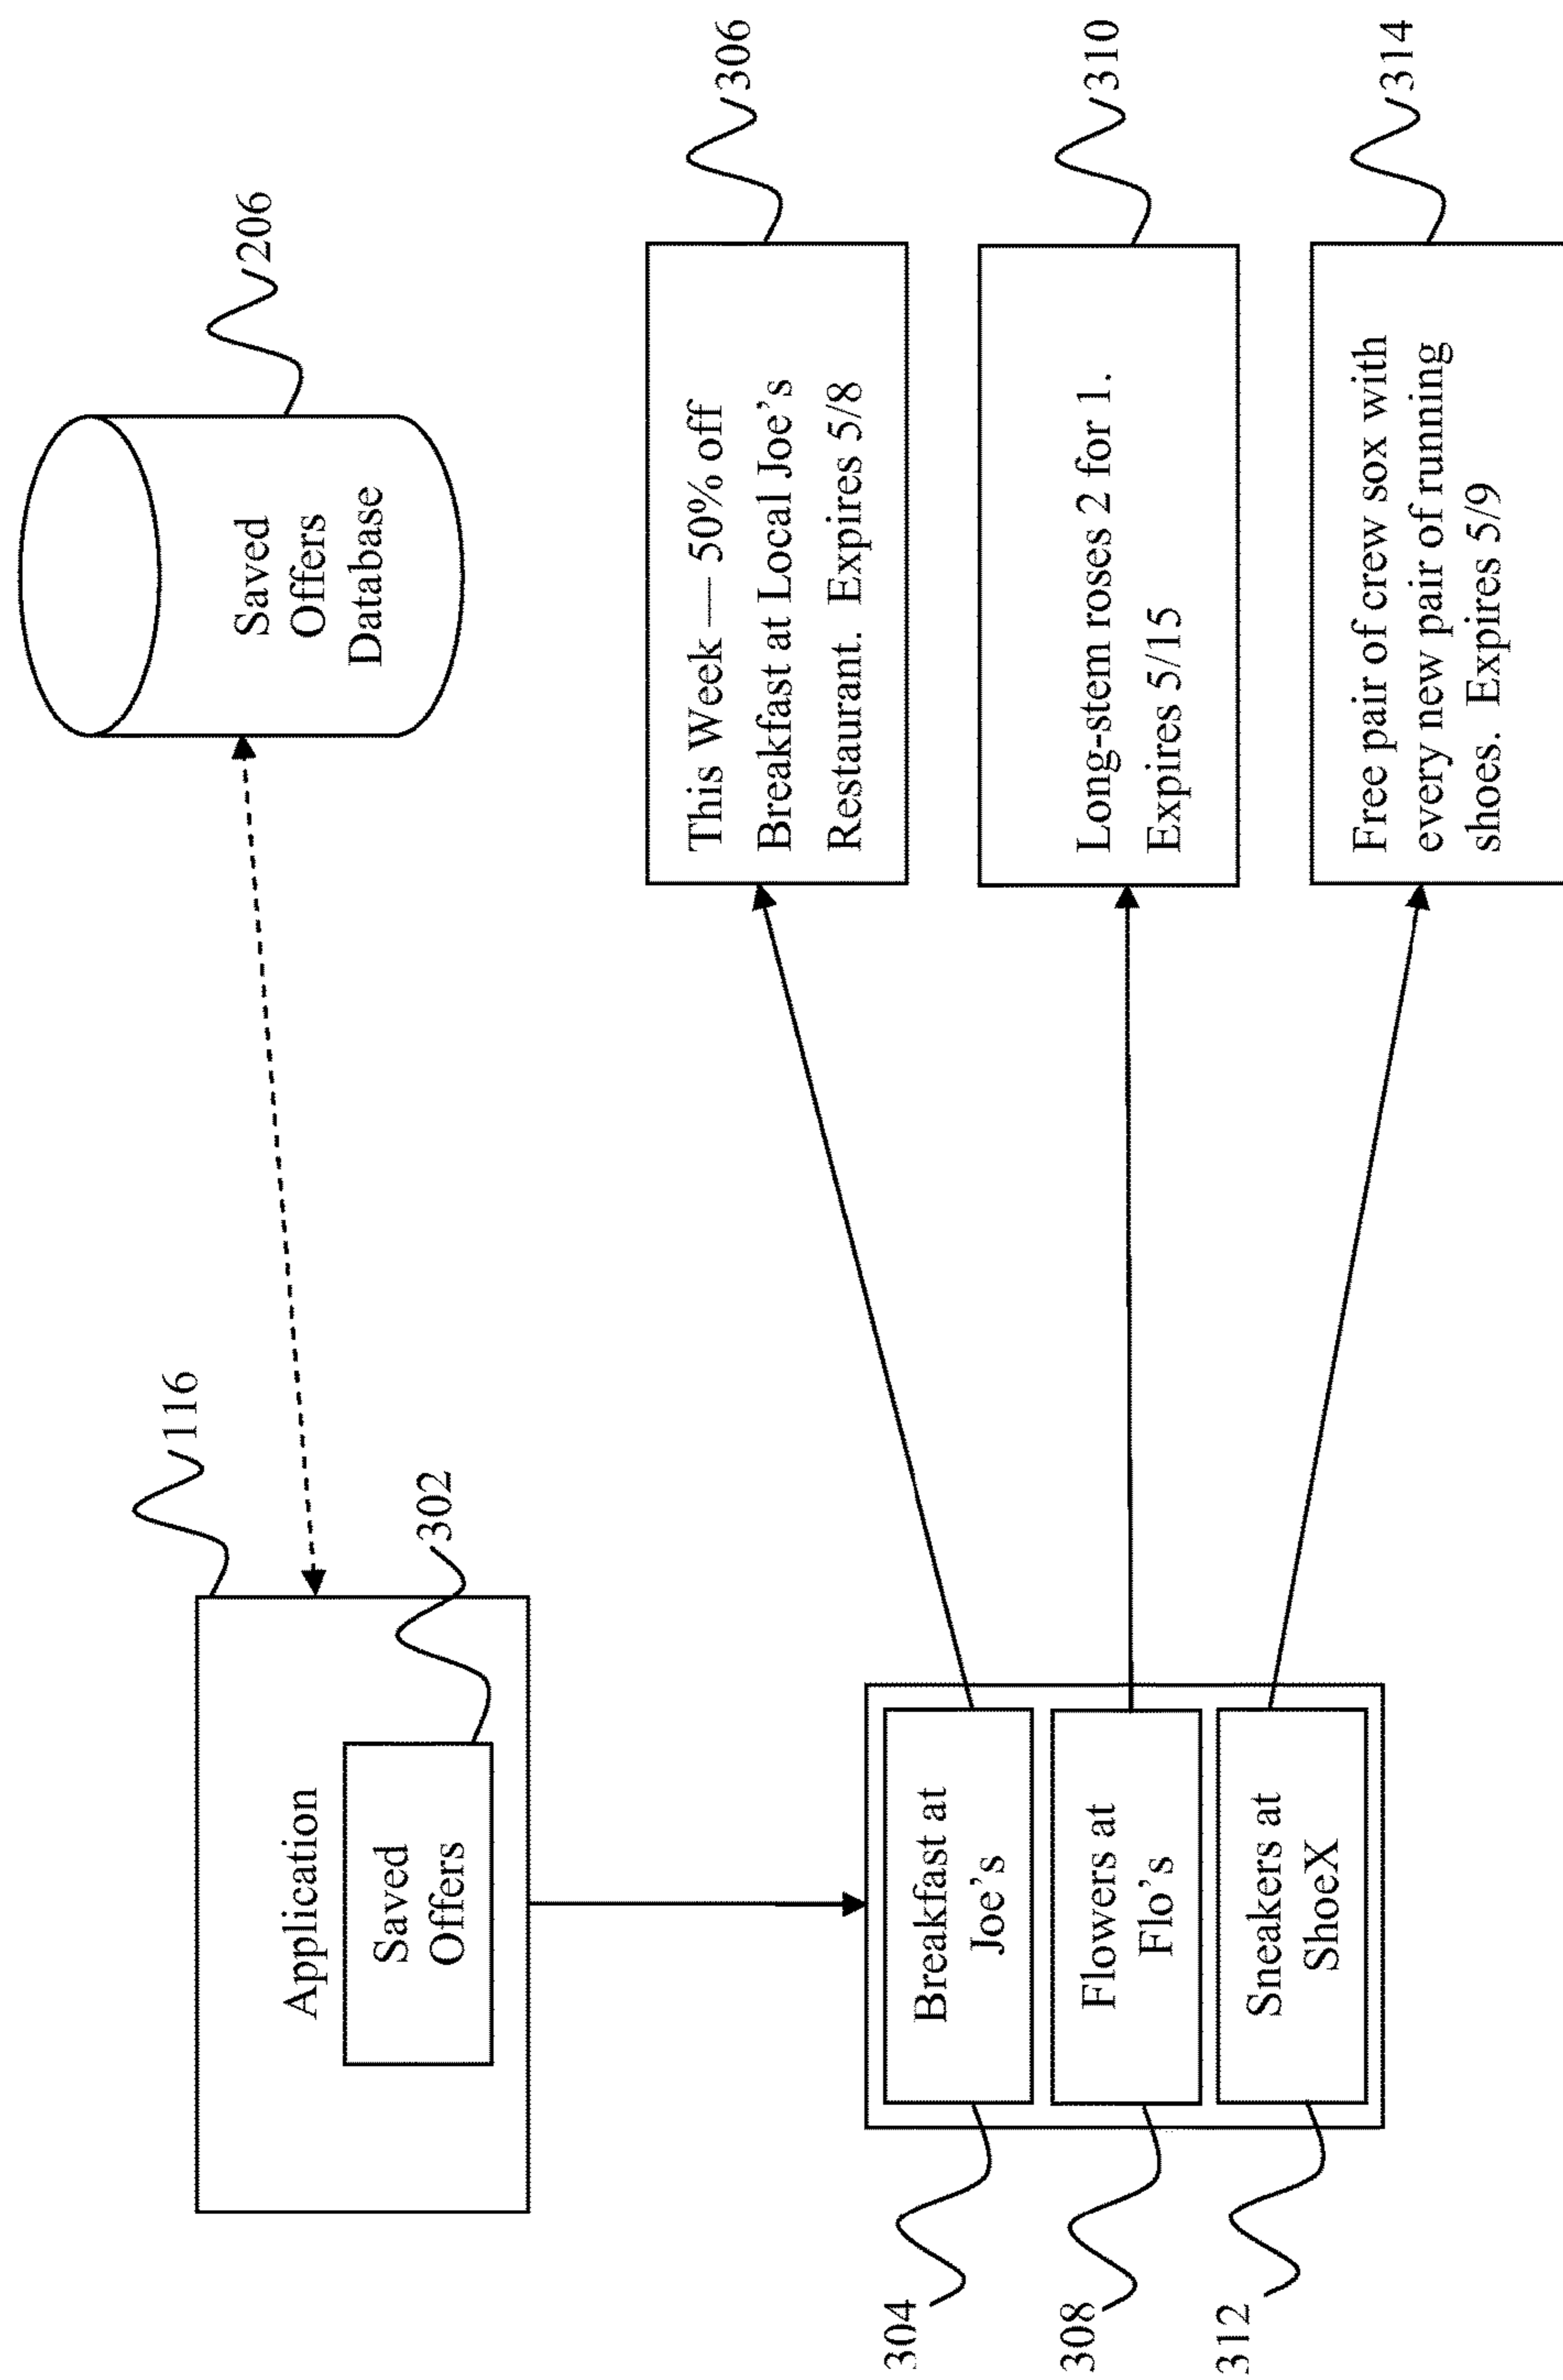 116
Application
Saved
Offers
302
Saved
Offers
Database
206
304
Breakfast at
Joe's
308
Flowers at
Flo's
312
Sneakers at
ShoeX
This Week — 50% off
Breakfast at Local Joe's
Restaurant.  Expires 5/8
306
Long-stem roses 2 for 1.
Expires 5/15
310
Free pair of crew sox with
every new pair of running
shoes.  Expires 5/9
314